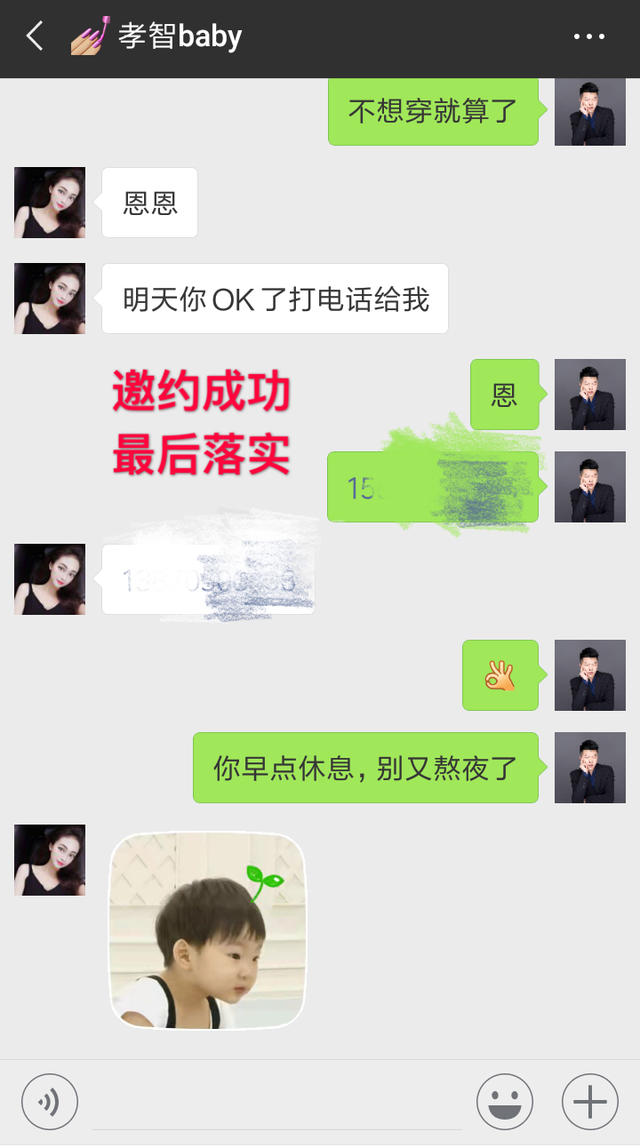 孝智baby
不想穿就算了
恩恩
明天你OK了打电话给我
恩
邀约成功
最后落实
你早点休息，别又熬夜了